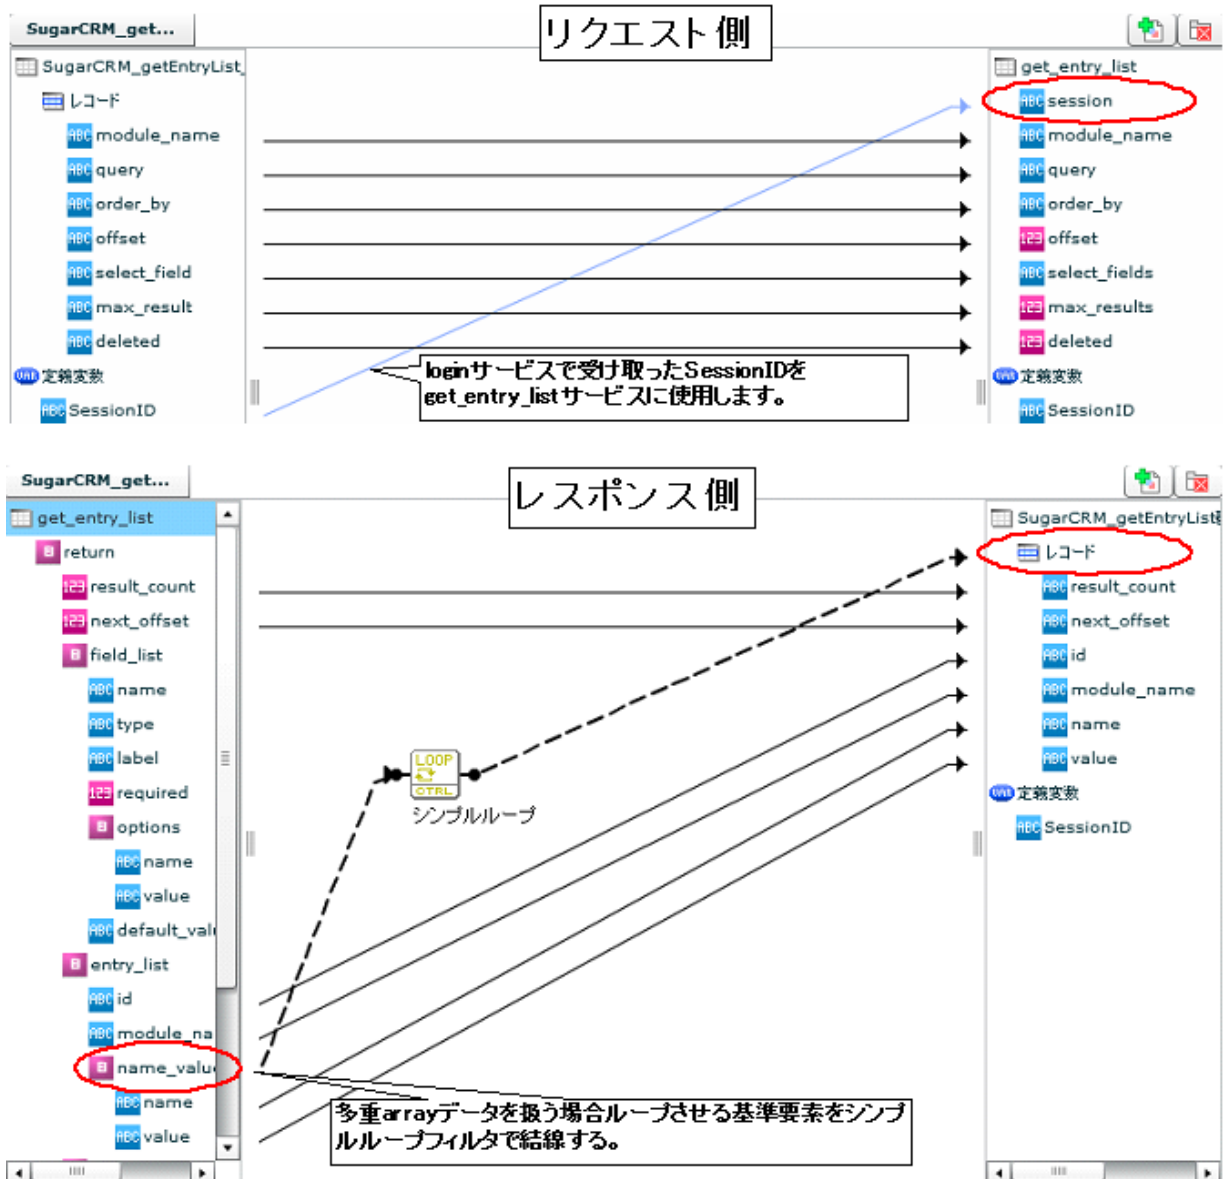 リクエスト側
SugarCRM_get...
SugarCRM_getEntryList_
レコード
module_name
query
order_by
offset
select_field
max_result
deleted
定義変数
SessionID
get_entry_list
session
module_name
query
order_by
offset
select_fields
max_results
deleted
定義変数
SessionID
loginサービスで受け取ったSessionIDを
get_entry_listサービスに使用します。
レスポンス側
SugarCRM_get...
get_entry_list
return
result_count
next_offset
field_list
name
type
label
required
options
name
value
default_val
entry_list
id
module_na
name_valu
name
value
LOOP
CTRL
シンプルループ
SugarCRM_getEntryList
レコード
result_count
next_offset
id
module_name
name
value
定義変数
SessionID
多重arrayデータを扱う場合ループさせる基準要素をシンプ
ルループフィルタで結線する。